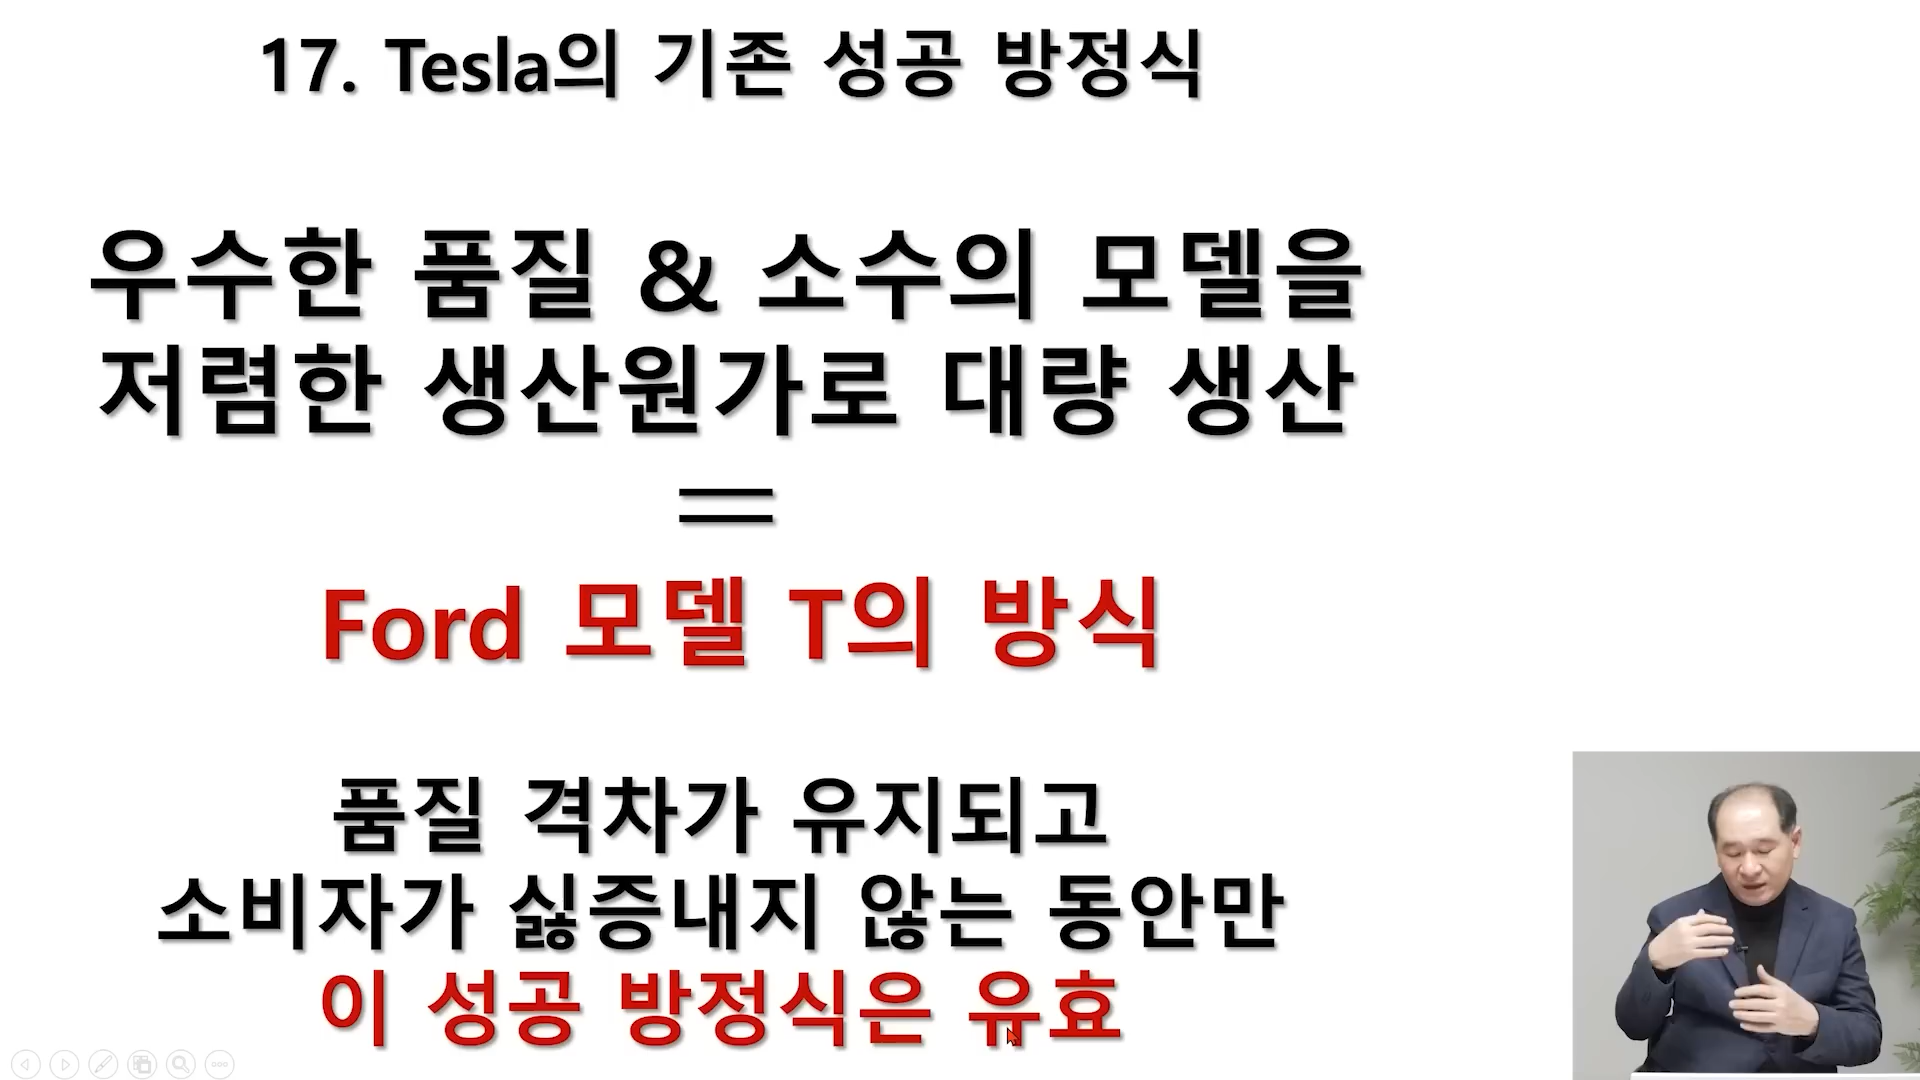 17. Tesla의 기존 성공 방정식
우수한 품질 & 소수의 모델을
저렴한 생산원가로 대량 생산
=
Ford 모델 T의 방식
품질 격차가 유지되고
소비자가 싫증내지 않는 동안만
이 성공 방정식은 유효